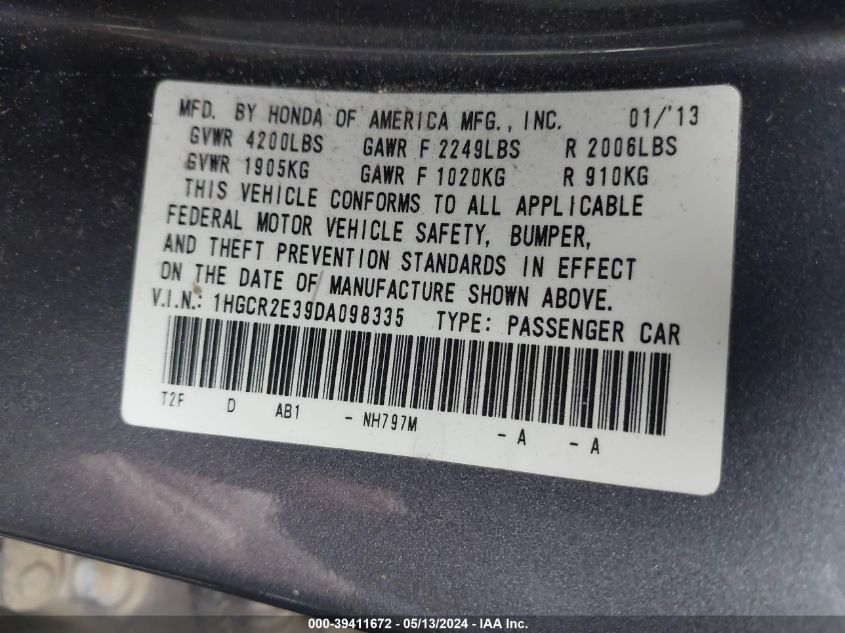 MFD. BY HONDA OF AMERICA MFG., INC. 01/'13
GVWR 4200LBS GAWR F 2249LBS R 2006LBS
GVWR 1905KG GAWR F 1020KG R 910KG
THIS VEHICLE CONFORMS TO ALL APPLICABLE
FEDERAL MOTOR VEHICLE SAFETY, BUMPER,
AND THEFT PREVENTION STANDARDS IN EFFECT
ON THE DATE OF MANUFACTURE SHOWN ABOVE.
V.I.N.: 1HGCR2E39DA098335 TYPE: PASSENGER CAR
T2F D AB1 - NH797M - A - A
000-39411672 - 05/13/2024 - IAA Inc.